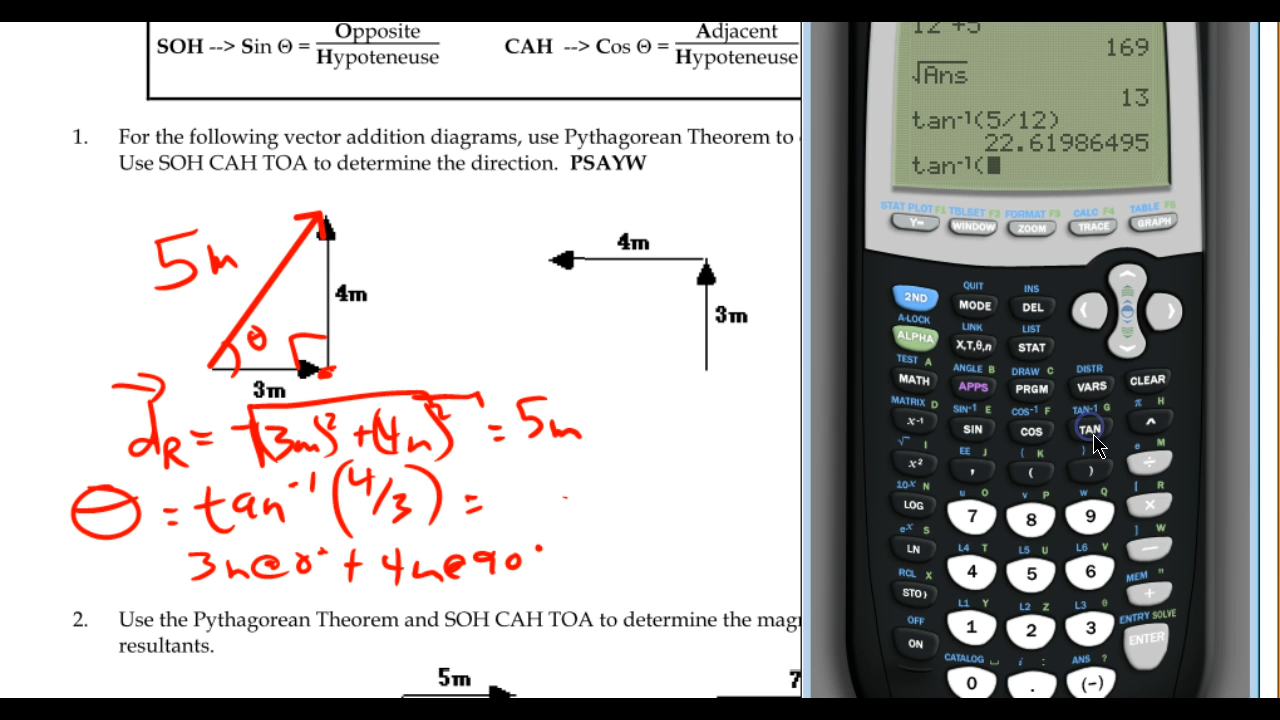 SOH --> Sin Θ = Opposite / Hypoteneuse
CAH --> Cos Θ = Adjacent / Hypoteneuse
1. For the following vector addition diagrams, use Pythagorean Theorem to
Use SOH CAH TOA to determine the direction. PSAYW
5m
θ
4m
3m
4m
3m
dR = √(3m)² + (4m)² = 5m
θ = tan⁻¹ (4/3) =
3m@0° + 4m@90°
2. Use the Pythagorean Theorem and SOH CAH TOA to determine the mag
resultants.
5m
7
12²+5²
169
√Ans
13
tan⁻¹(5/12)
22.61986495
tan⁻¹(
STAT PLOT F1 TBLSET F2 FORMAT F3 CALC F4 TABLE F5
Y= WINDOW ZOOM TRACE GRAPH
QUIT INS
2ND MODE DEL
A-LOCK LINK LIST
ALPHA X,T,θ,n STAT
TEST A ANGLE B DRAW C DISTR
MATH APPS PRGM VARS CLEAR
MATRIX D SIN⁻¹ E COS⁻¹ F TAN⁻¹ G π H
x⁻¹ SIN COS TAN ^
√ I EE J { K } L e M
x² , ( ) ÷
10ˣ N u O v P w Q [ R
LOG 7 8 9 ×
eˣ S L4 T L5 U L6 V ] W
LN 4 5 6 −
RCL X L1 Y L2 Z L3 θ MEM "
STO› 1 2 3 +
OFF CATALOG ␣ i : ANS ? ENTRY SOLVE
ON 0 . (-) ENTER